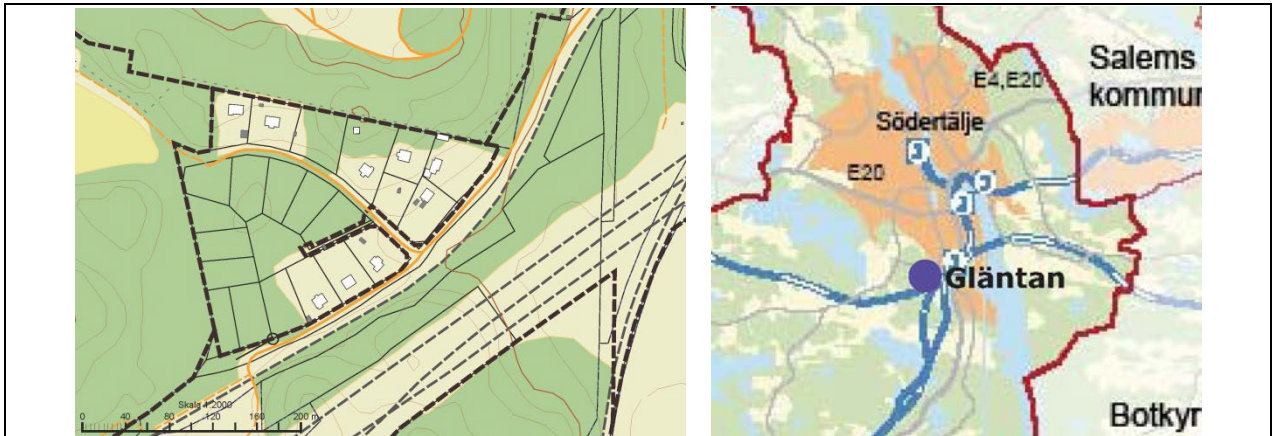 Skala 1:2000
0 40 80 120 160 200 m
Salems
kommun
E4,E20
Södertälje
E20
Gläntan
Botkyr